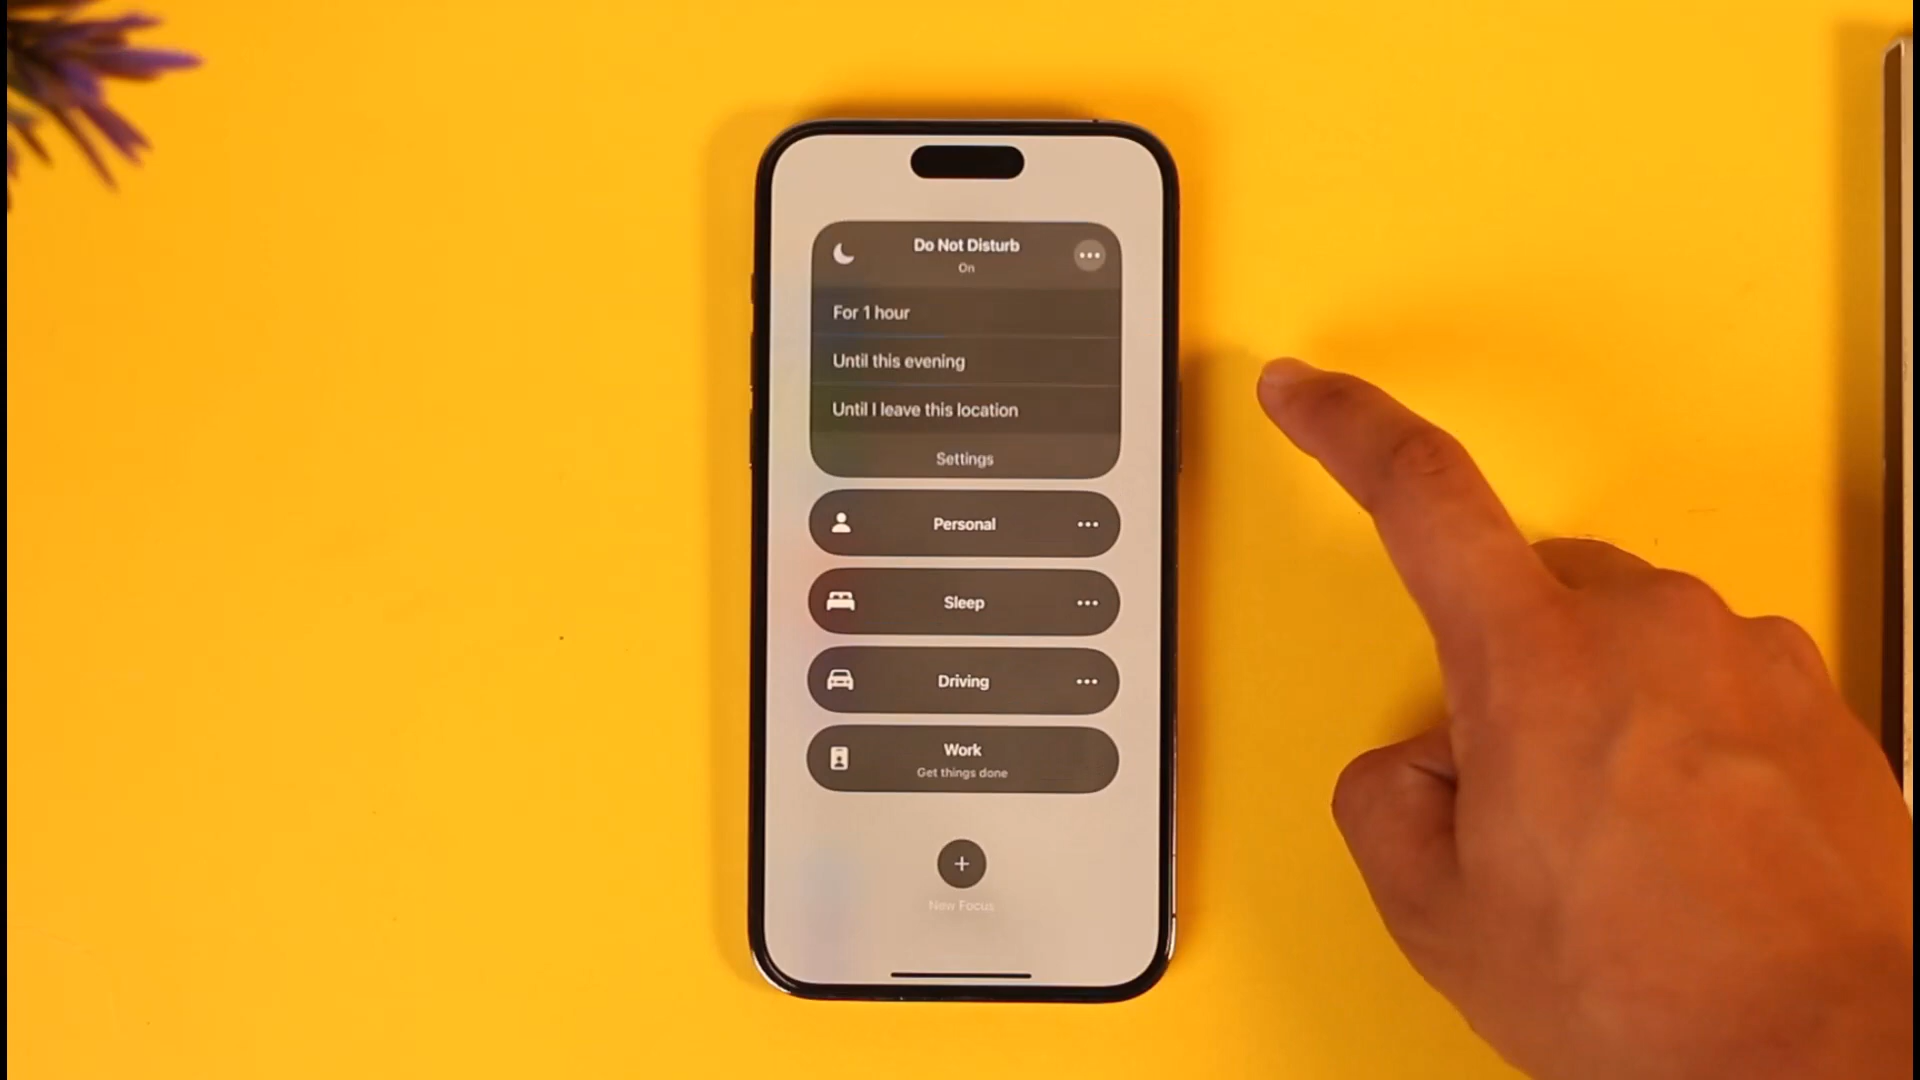 Do Not Disturb
On
For 1 hour
Until this evening
Until I leave this location
Settings
Personal
Sleep
Driving
Work
Get things done
New Focus